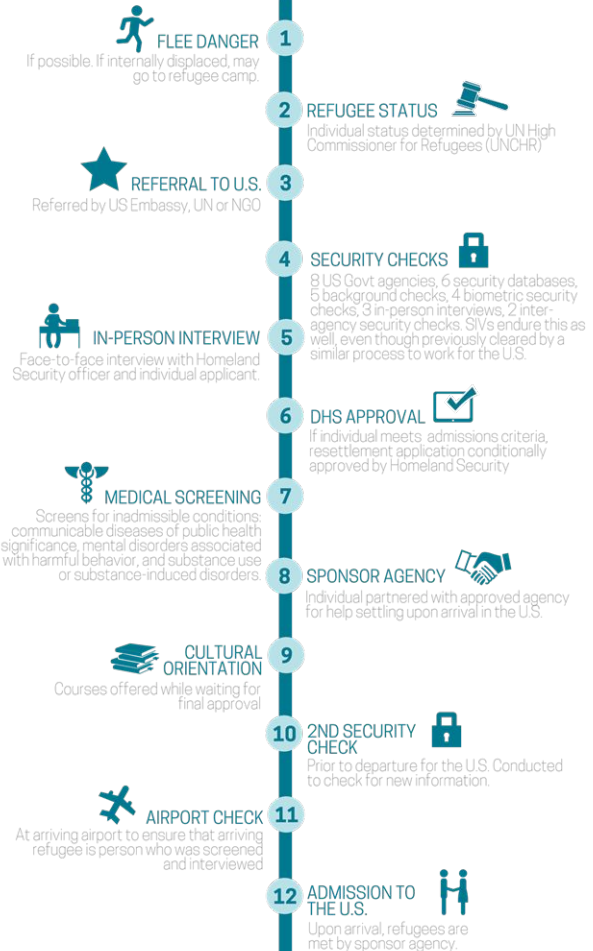 1
FLEE DANGER
If possible. If internally displaced, may
go to refugee camp.
2
REFUGEE STATUS
Individual status determined by UN High
Commissioner for Refugees (UNCHR)
REFERRAL TO U.S.
3
Referred by US Embassy, UN or NGO
4
SECURITY CHECKS
8 US Govt agencies, 6 security databases,
5 background checks, 4 biometric security
checks, 3 in-person interviews, 2 inter-
agency security checks. SIVs endure this as
well, even though previously cleared by a
similar process to work for the U.S.
IN-PERSON INTERVIEW
5
Face-to-face interview with Homeland
Security officer and individual applicant.
6
DHS APPROVAL
If individual meets admissions criteria,
resettlement application conditionally
approved by Homeland Security
MEDICAL SCREENING
7
Screens for inadmissible conditions:
communicable diseases of public health
significance, mental disorders associated
with harmful behavior, and substance use
or substance-induced disorders.
8
SPONSOR AGENCY
Individual partnered with approved agency
for help settling upon arrival in the U.S.
CULTURAL
ORIENTATION
9
Courses offered while waiting for
final approval
10
2ND SECURITY
CHECK
Prior to departure for the U.S. Conducted
to check for new information.
AIRPORT CHECK
11
At arriving airport to ensure that arriving
refugee is person who was screened
and interviewed
12
ADMISSION TO
THE U.S.
Upon arrival, refugees are
met by sponsor agency.